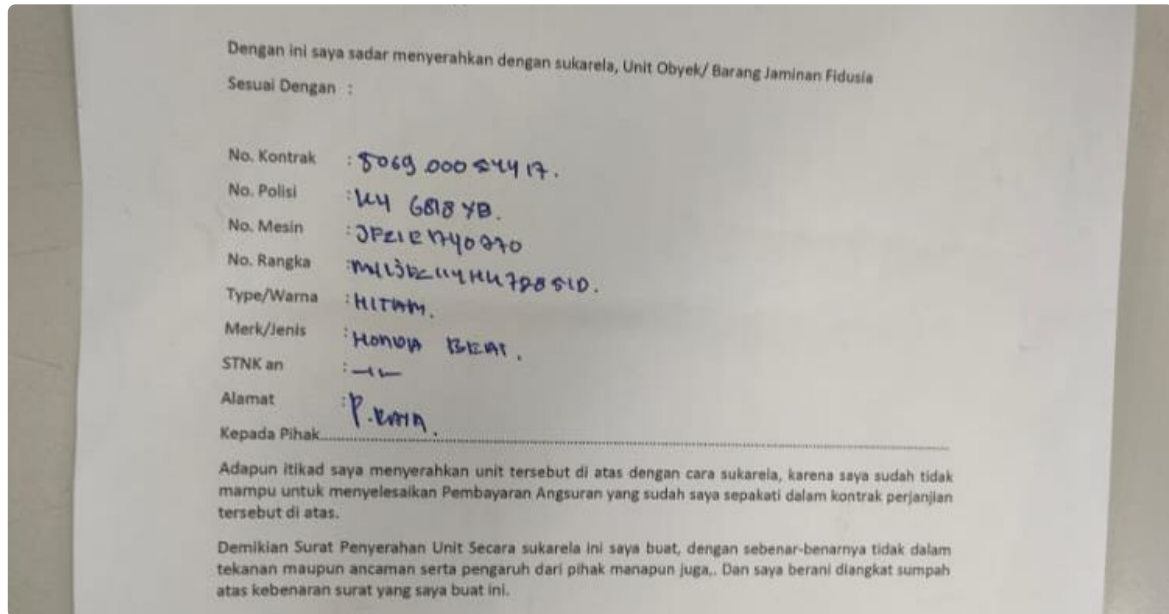 Dengan ini saya sadar menyerahkan dengan sukarela, Unit Obyek/ Barang Jaminan Fidusia
Sesuai Dengan :
No. Kontrak : 8069 000 54417.
No. Polisi : KH 6818 YB.
No. Mesin :
No. Rangka :
Type/Warna : HITAM.
Merk/Jenis : HONDA BEAT.
STNK an :
Alamat : P. RAYA.
Kepada Pihak
Adapun itikad saya menyerahkan unit tersebut di atas dengan cara sukarela, karena saya sudah tidak
mampu untuk menyelesaikan Pembayaran Angsuran yang sudah saya sepakati dalam kontrak perjanjian
tersebut di atas.
Demikian Surat Penyerahan Unit Secara sukarela ini saya buat, dengan sebenar-benarnya tidak dalam
tekanan maupun ancaman serta pengaruh dari pihak manapun juga,. Dan saya berani diangkat sumpah
atas kebenaran surat yang saya buat ini.